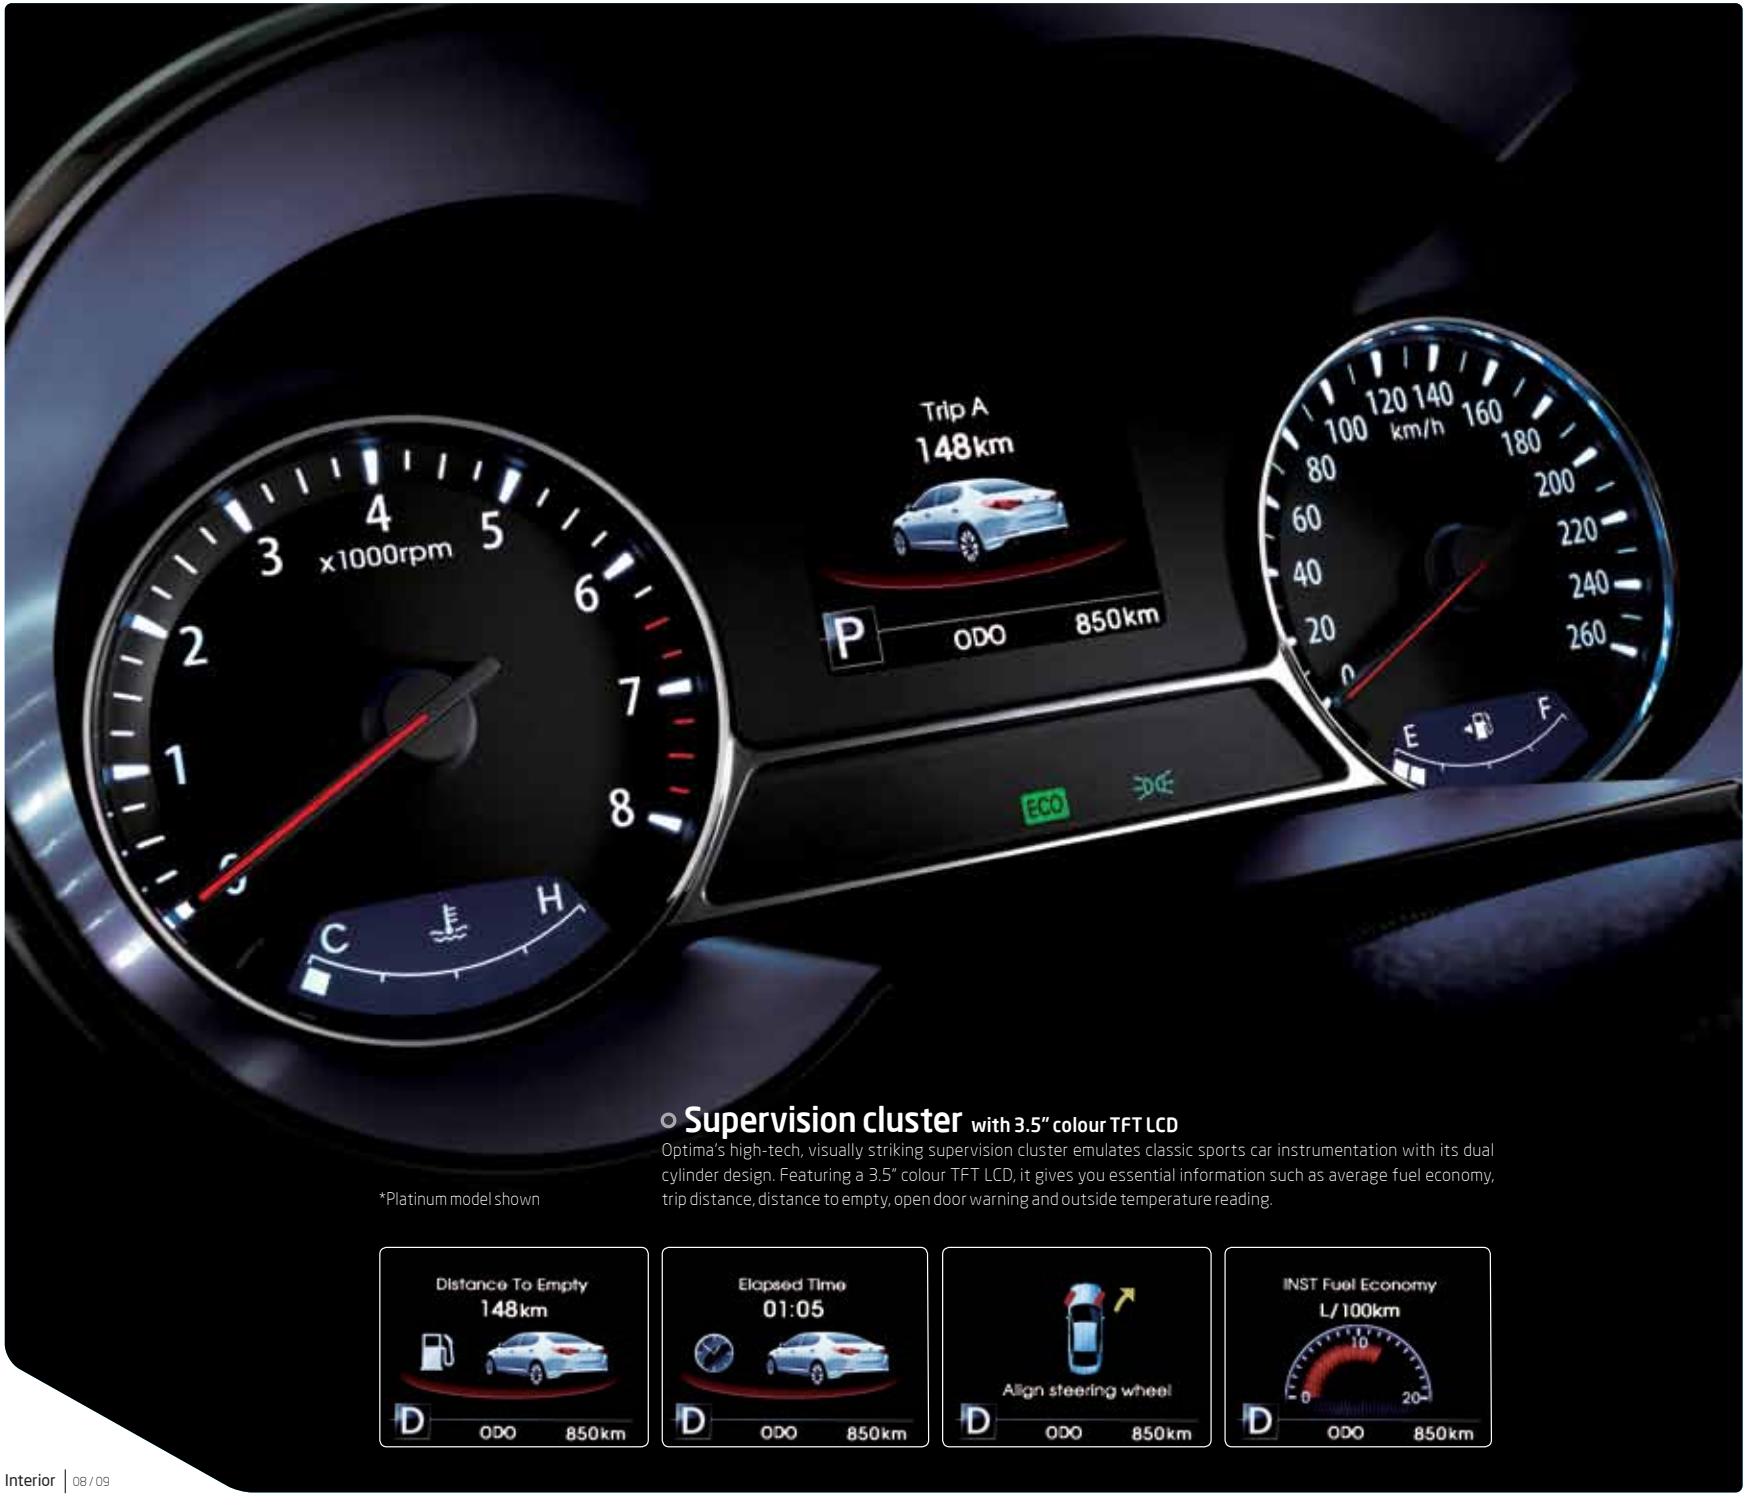 Trip A
148km
P ODO 850km
0 1 2 3 4 5 6 7 8
x1000rpm
C H
0 20 40 60 80 100 120 140 160 180 200 220 240 260
km/h
E F
ECO
Supervision cluster with 3.5” colour TFT LCD
Optima’s high-tech, visually striking supervision cluster emulates classic sports car instrumentation with its dual
cylinder design. Featuring a 3.5” colour TFT LCD, it gives you essential information such as average fuel economy,
trip distance, distance to empty, open door warning and outside temperature reading.
*Platinum model shown
Distance To Empty
148km
D ODO 850km
Elapsed Time
01:05
D ODO 850km
Align steering wheel
D ODO 850km
INST Fuel Economy
L/100km
0 10 20
D ODO 850km
Interior 08 / 09